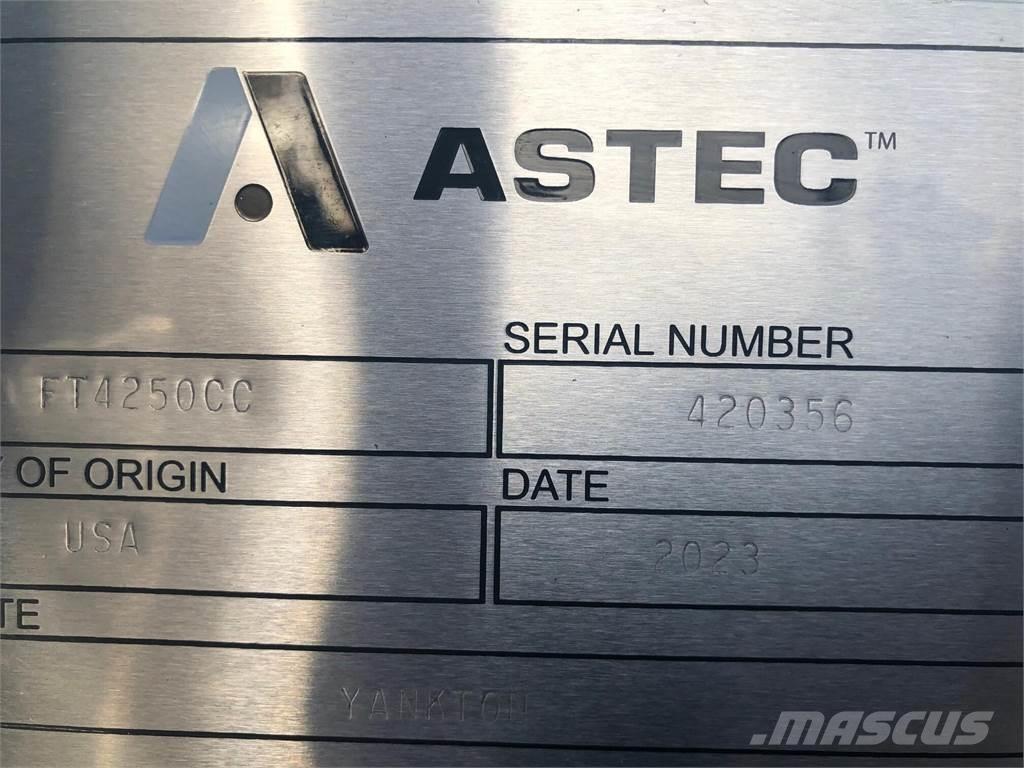 ASTEC™
SERIAL NUMBER
FT4250CC
420356
Y OF ORIGIN
DATE
USA
2023
TE
YANKTON
MASCUS